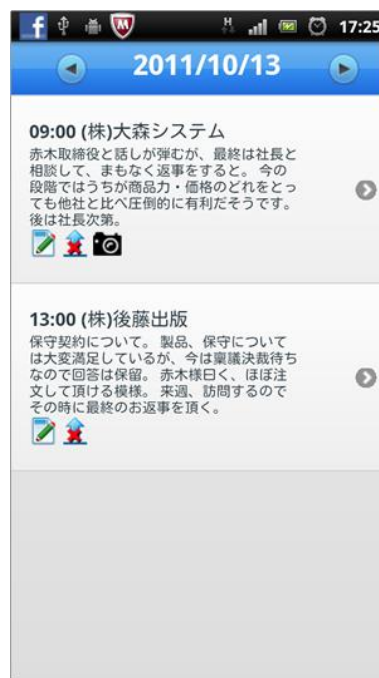 17:25
2011/10/13
09:00 (株)大森システム
赤木取締役と話しが弾むが、最終は社長と
相談して、まもなく返事をすると。 今の
段階ではうちが商品力・価格のどれをとっ
ても他社と比べ圧倒的に有利だそうです。
後は社長次第。
13:00 (株)後藤出版
保守契約について。 製品、保守について
は大変満足しているが、今は稟議決裁待ち
なので回答は保留。 赤木様曰く、ほぼ注
文して頂ける模様。 来週、訪問するので
その時に最終のお返事を頂く。